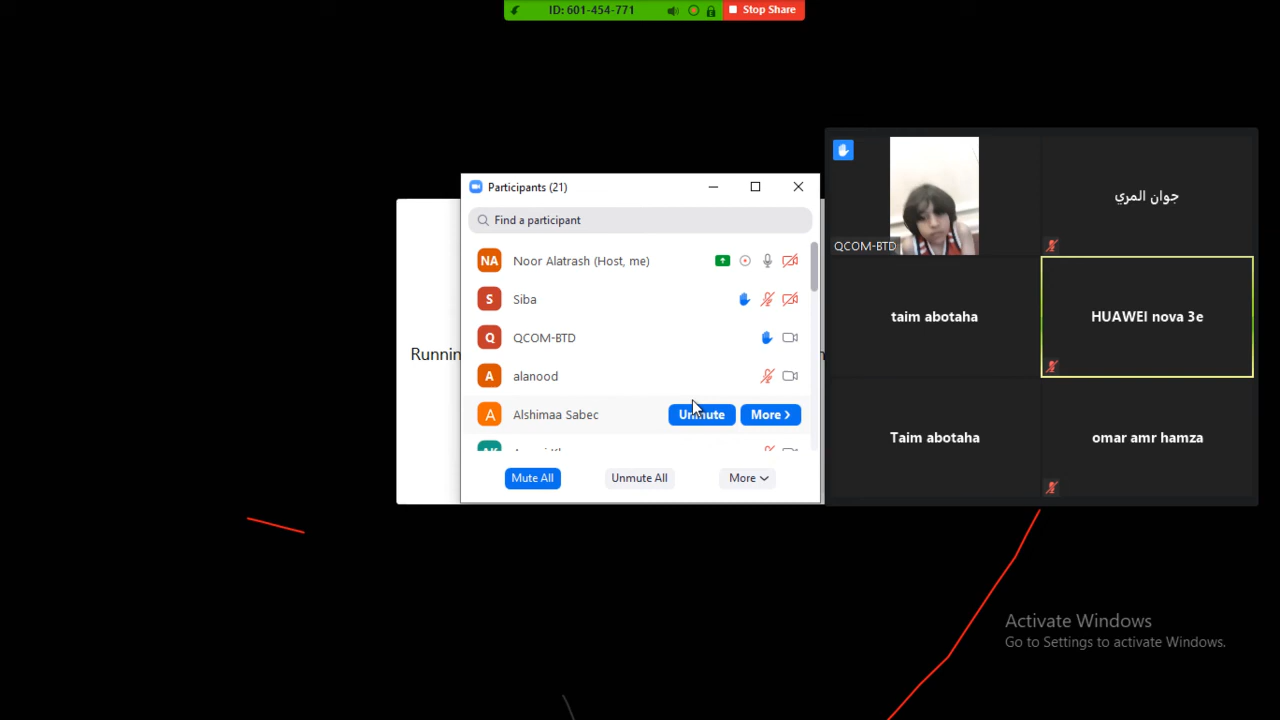 ID: 601-454-771
Stop Share
Participants (21)
Find a participant
NA
Noor Alatrash (Host, me)
S
Siba
Q
QCOM-BTD
A
alanood
A
Alshimaa Sabec
Unmute
More
Mute All
Unmute All
More
Runnin
QCOM-BTD
جوان المري
taim abotaha
HUAWEI nova 3e
Taim abotaha
omar amr hamza
Activate Windows
Go to Settings to activate Windows.